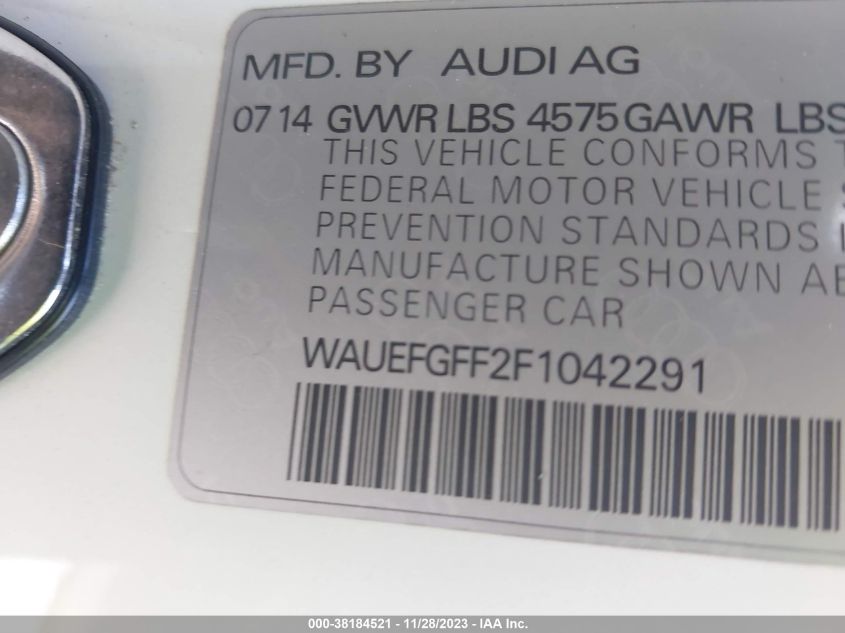 MFD. BY AUDI AG
07 14 GVWR LBS 4575 GAWR LBS
THIS VEHICLE CONFORMS
FEDERAL MOTOR VEHICLE
PREVENTION STANDARDS
MANUFACTURE SHOWN
PASSENGER CAR
WAUEFGFF2F1042291
000-38184521 - 11/28/2023 - IAA Inc.